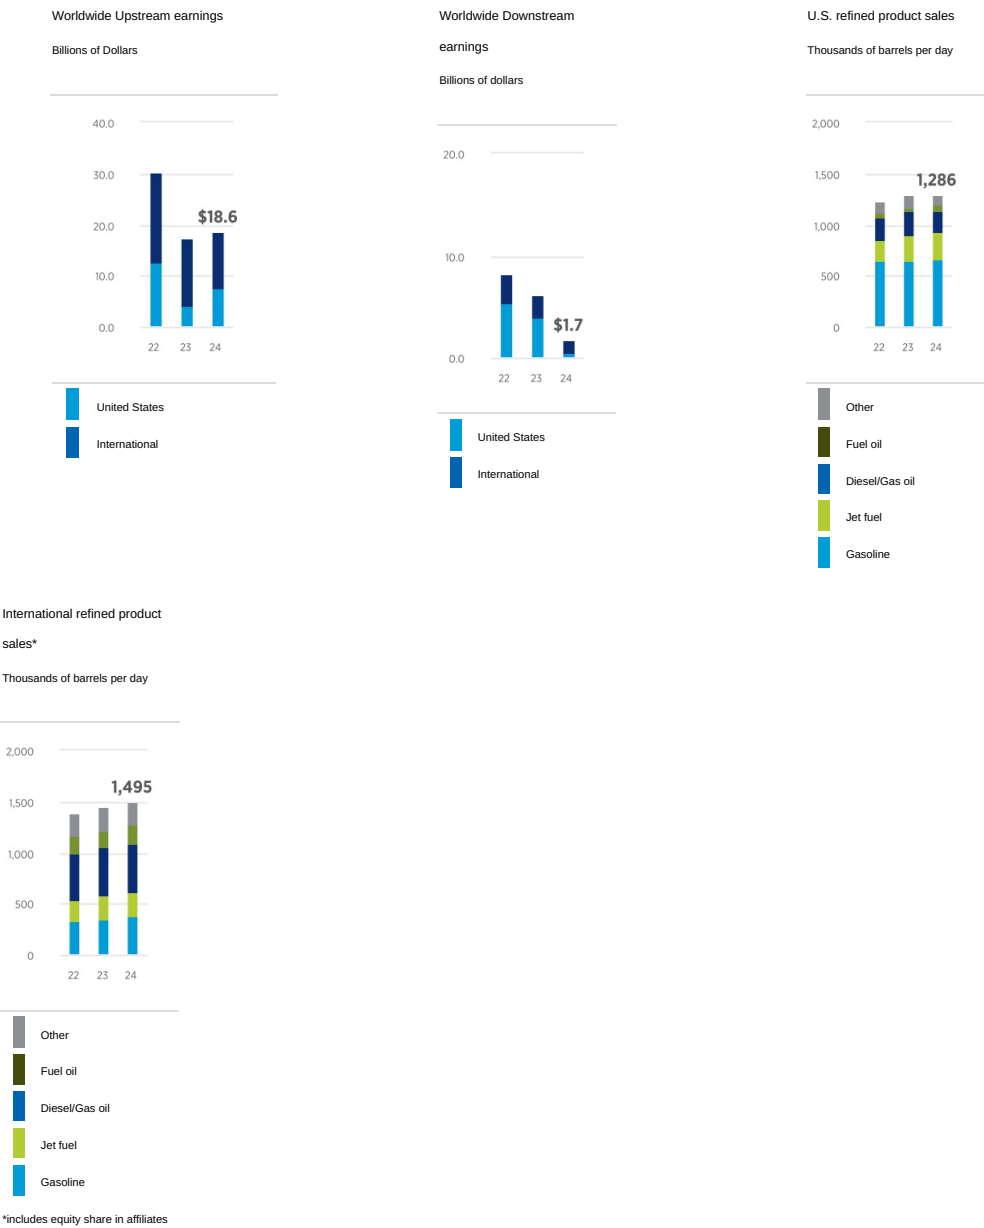 Worldwide Upstream earnings
Billions of Dollars
40.0
30.0
$18.6
20.0
10.0
0.0
22 23 24
United States
International
Worldwide Downstream
earnings
Billions of dollars
20.0
10.0
$1.7
0.0
22 23 24
United States
International
U.S. refined product sales
Thousands of barrels per day
2,000
1,500
1,286
1,000
500
0
22 23 24
Other
Fuel oil
Diesel/Gas oil
Jet fuel
Gasoline
International refined product
sales*
Thousands of barrels per day
2,000
1,495
1,500
1,000
500
0
22 23 24
Other
Fuel oil
Diesel/Gas oil
Jet fuel
Gasoline
*includes equity share in affiliates